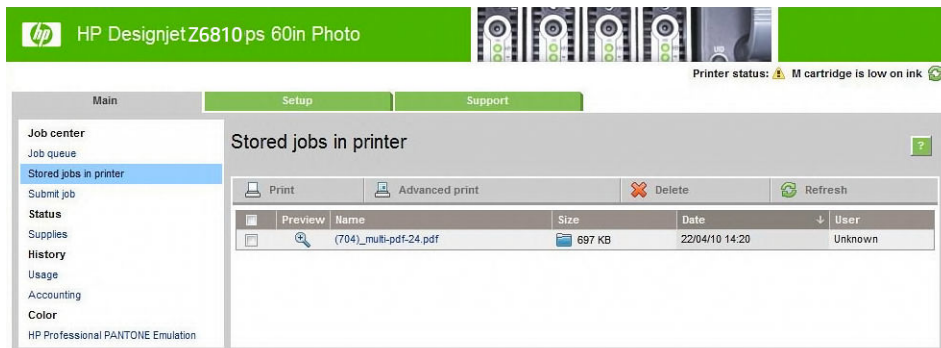 hp HP Designjet Z6810 ps 60in Photo
Printer status: M cartridge is low on ink
Main Setup Support
Job center
Job queue
Stored jobs in printer
Submit job
Status
Supplies
History
Usage
Accounting
Color
HP Professional PANTONE Emulation
Stored jobs in printer
?
Print Advanced print Delete Refresh
Preview Name Size Date User
(704)_multi-pdf-24.pdf 697 KB 22/04/10 14:20 Unknown